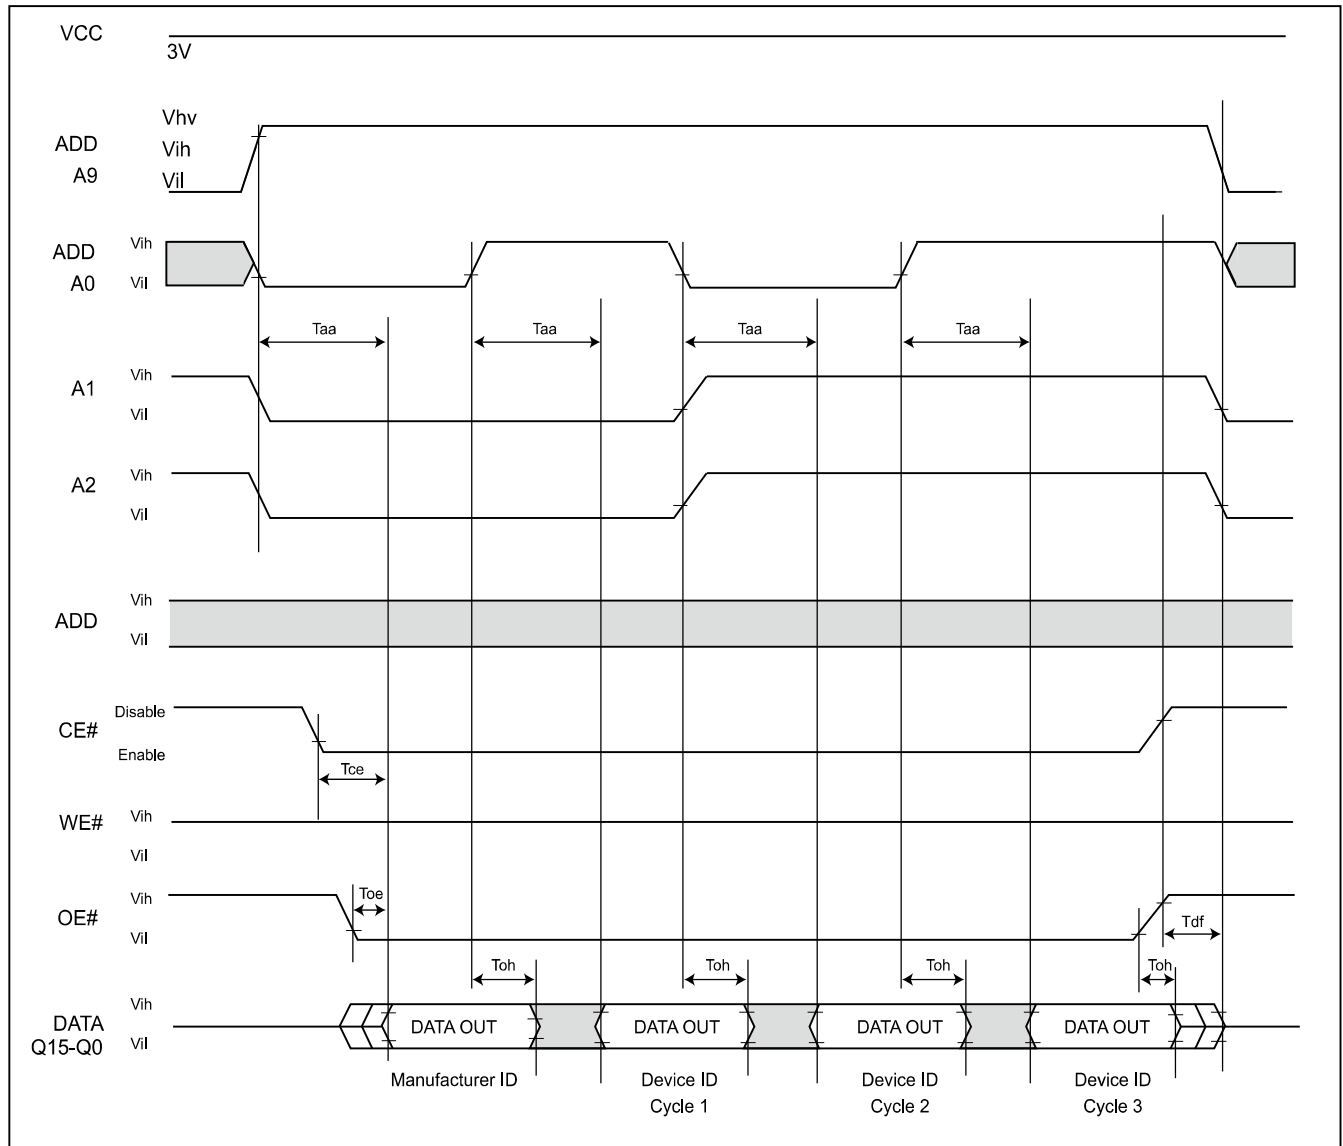 VCC
3V
Vhv
ADD
Vih
A9
Vil
ADD
Vih
A0
Vil
Taa
Taa
Taa
Taa
A1
Vih
Vil
A2
Vih
Vil
ADD
Vih
Vil
CE#
Disable
Enable
Tce
WE#
Vih
Vil
OE#
Vih
Vil
Toe
Tdf
Toh
Toh
Toh
Toh
DATA
Q15-Q0
Vih
Vil
DATA OUT
DATA OUT
DATA OUT
DATA OUT
Manufacturer ID
Device ID
Cycle 1
Device ID
Cycle 2
Device ID
Cycle 3